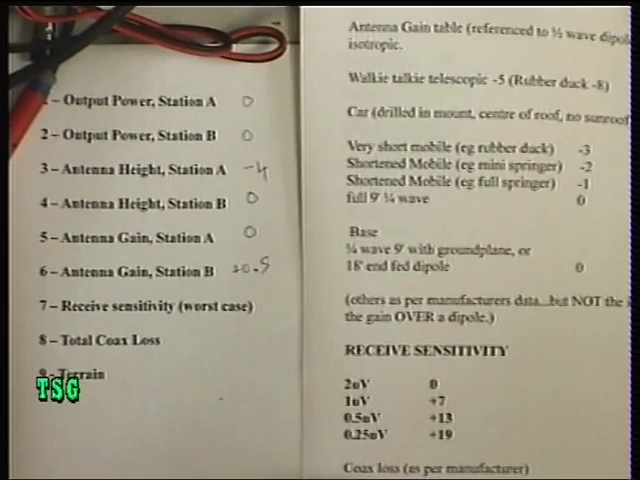 1 – Output Power, Station A 0
2 – Output Power, Station B 0
3 – Antenna Height, Station A -4
4 – Antenna Height, Station B 0
5 – Antenna Gain, Station A 0
6 – Antenna Gain, Station B
7 – Receive sensitivity (worst case)
8 – Total Coax Loss
9 - Terrain
TSG
Antenna Gain table (referenced to ½ wave dipol
isotropic.
Walkie talkie telescopic -5 (Rubber duck -8)
Car (drilled in mount, centre of roof, no sunroof
Very short mobile (eg rubber duck) -3
Shortened Mobile (eg mini springer) -2
Shortened Mobile (eg full springer) -1
full 9' ¼ wave 0
Base
¼ wave 9' with groundplane, or
18' end fed dipole 0
(others as per manufacturers data...but NOT the
the gain OVER a dipole.)
RECEIVE SENSITIVITY
2uV 0
1uV +7
0.5uV +13
0.25uV +19
Coax loss (as per manufacturer)